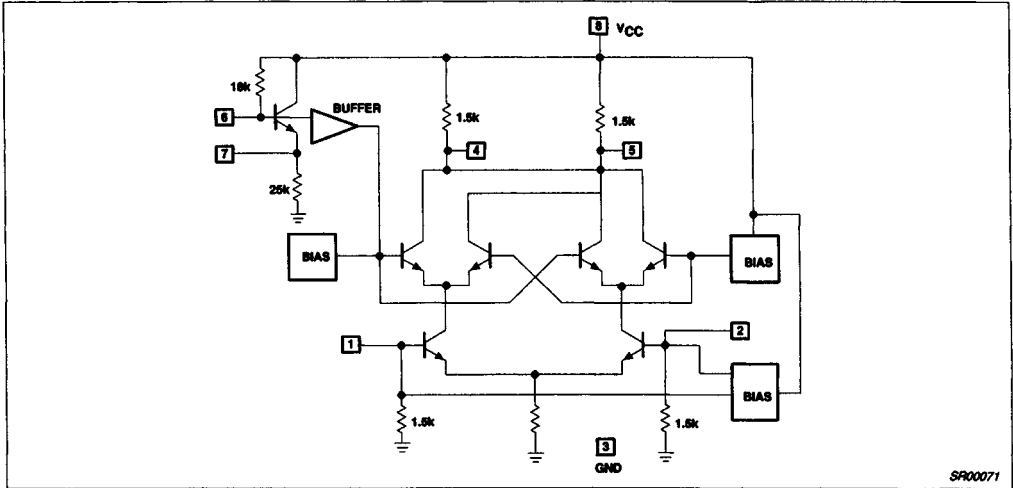 8 VCC
18k
BUFFER
6
1.5k
1.5k
7
4
5
25k
BIAS
BIAS
1
2
BIAS
1.5k
1.5k
3
GND
SR00071